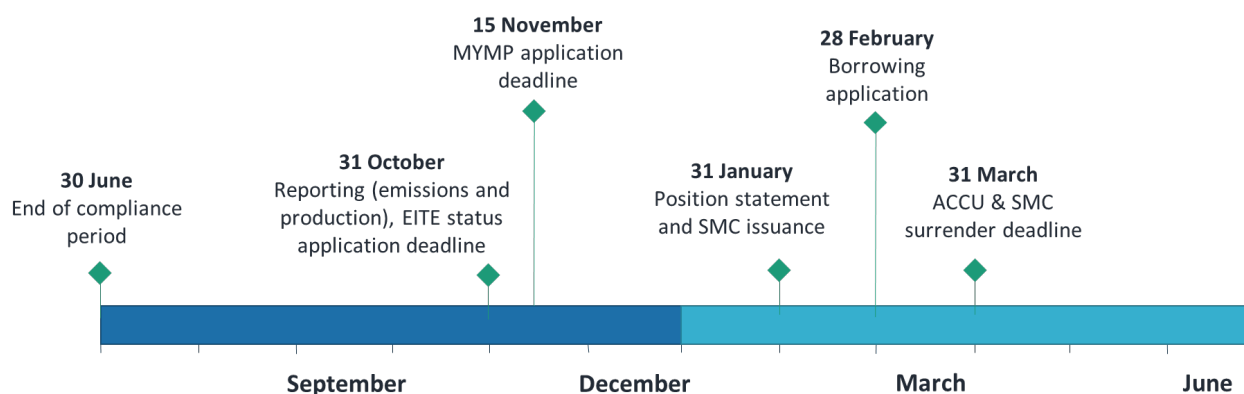 30 June
End of compliance
period
31 October
Reporting (emissions and
production), EITE status
application deadline
15 November
MYMP application
deadline
31 January
Position statement
and SMC issuance
28 February
Borrowing
application
31 March
ACCU & SMC
surrender deadline
September
December
March
June